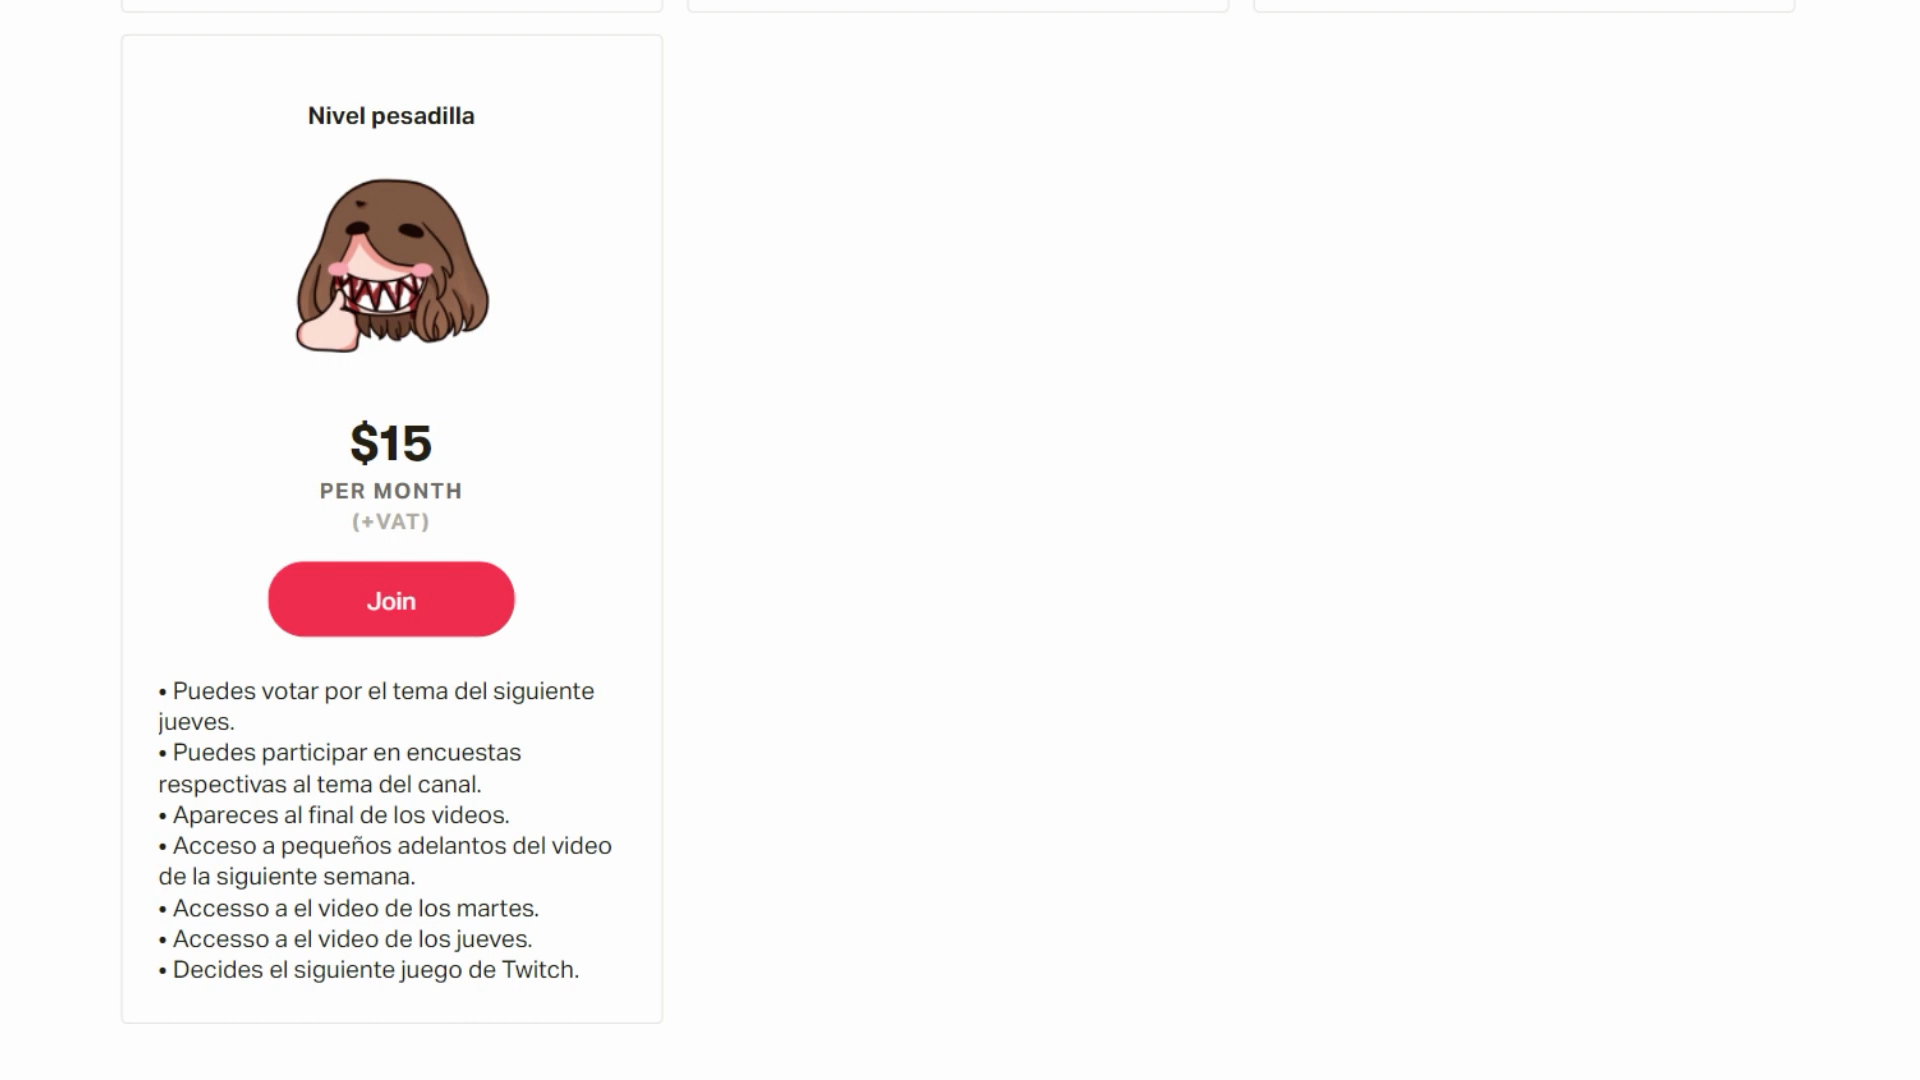 Nivel pesadilla
$15
PER MONTH
(+VAT)
Join
• Puedes votar por el tema del siguiente
jueves.
• Puedes participar en encuestas
respectivas al tema del canal.
• Apareces al final de los videos.
• Acceso a pequeños adelantos del video
de la siguiente semana.
• Accesso a el video de los martes.
• Accesso a el video de los jueves.
• Decides el siguiente juego de Twitch.